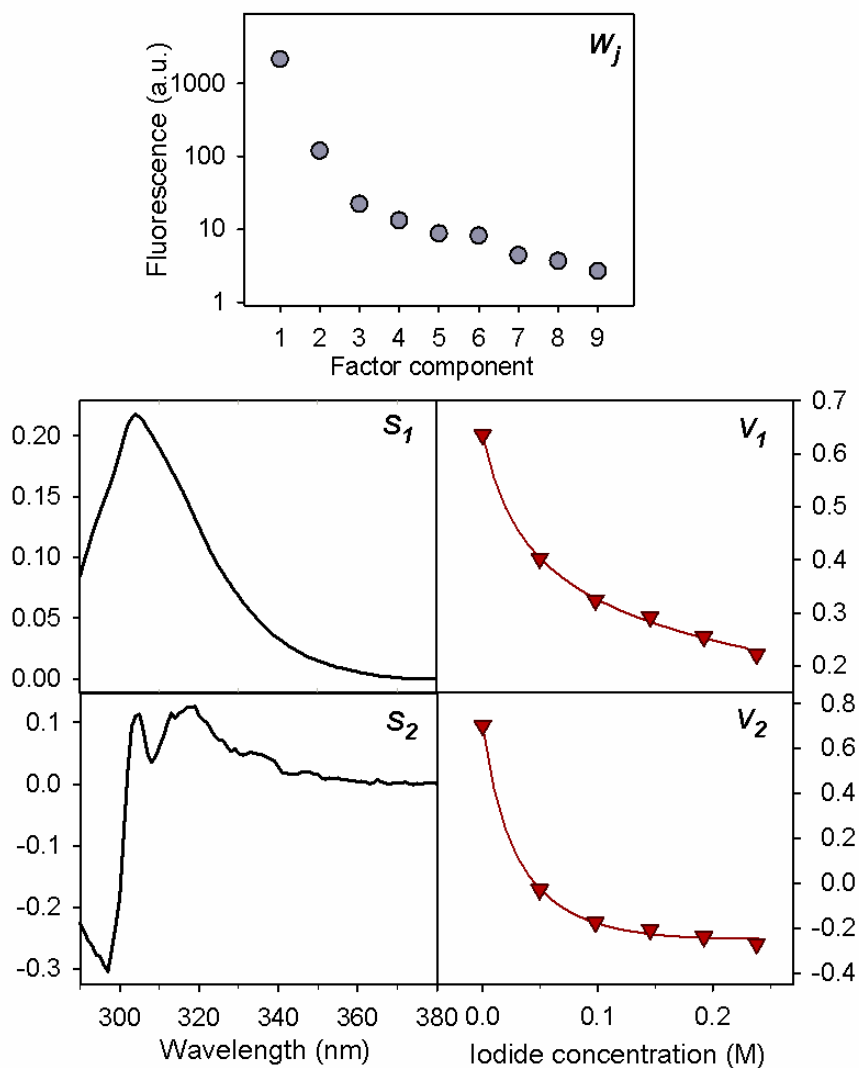 W_j
Fluorescence (a.u.)
1000
100
10
1
1 2 3 4 5 6 7 8 9
Factor component
S_1
0.20
0.15
0.10
0.05
0.00
V_1
0.7
0.6
0.5
0.4
0.3
0.2
S_2
0.1
0.0
-0.1
-0.2
-0.3
V_2
0.8
0.6
0.4
0.2
0.0
-0.2
-0.4
300 320 340 360 380
Wavelength (nm)
0.0 0.1 0.2
Iodide concentration (M)